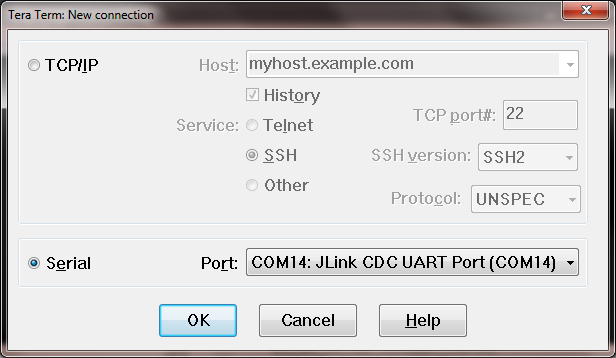 Tera Term: New connection
TCP/IP Host: myhost.example.com
History
Service: Telnet TCP port#: 22
SSH SSH version: SSH2
Other Protocol: UNSPEC
Serial Port: COM14: JLink CDC UART Port (COM14)
OK Cancel Help